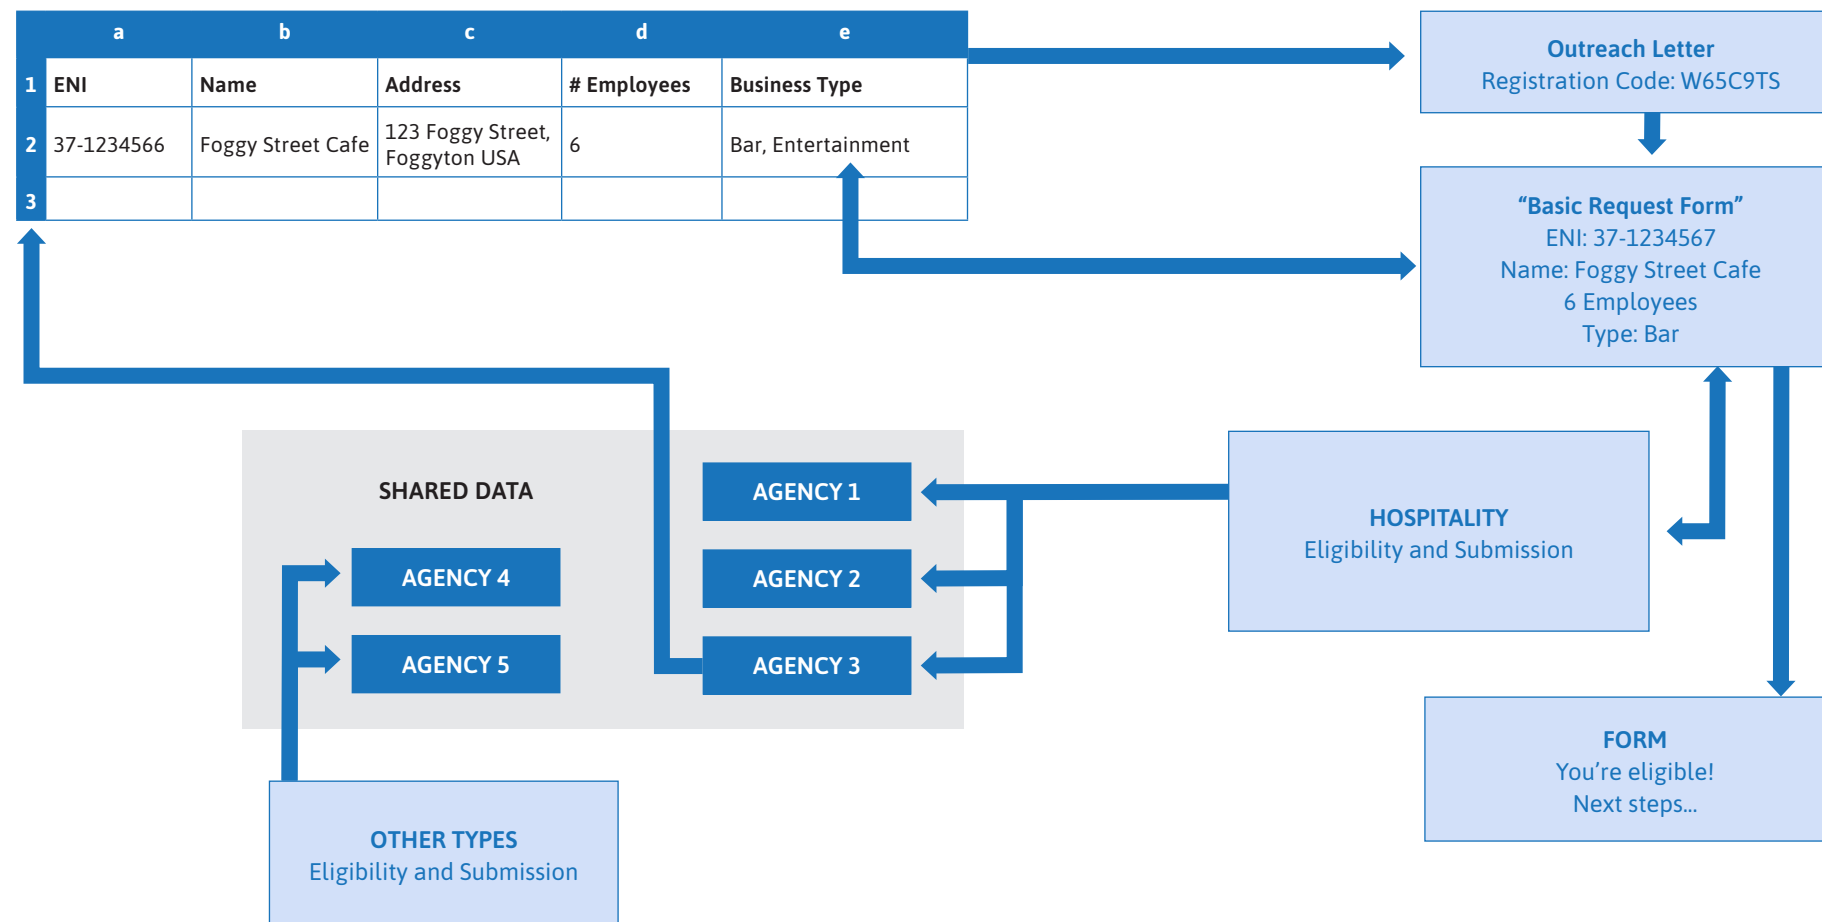 a b c d e
1 ENI Name Address # Employees Business Type
2 37-1234566 Foggy Street Cafe 123 Foggy Street, 6 Bar, Entertainment
Foggyton USA
3
Outreach Letter
Registration Code: W65C9TS
“Basic Request Form”
ENI: 37-1234567
Name: Foggy Street Cafe
6 Employees
Type: Bar
SHARED DATA
AGENCY 1
AGENCY 2
AGENCY 3
AGENCY 4
AGENCY 5
HOSPITALITY
Eligibility and Submission
OTHER TYPES
Eligibility and Submission
FORM
You’re eligible!
Next steps...